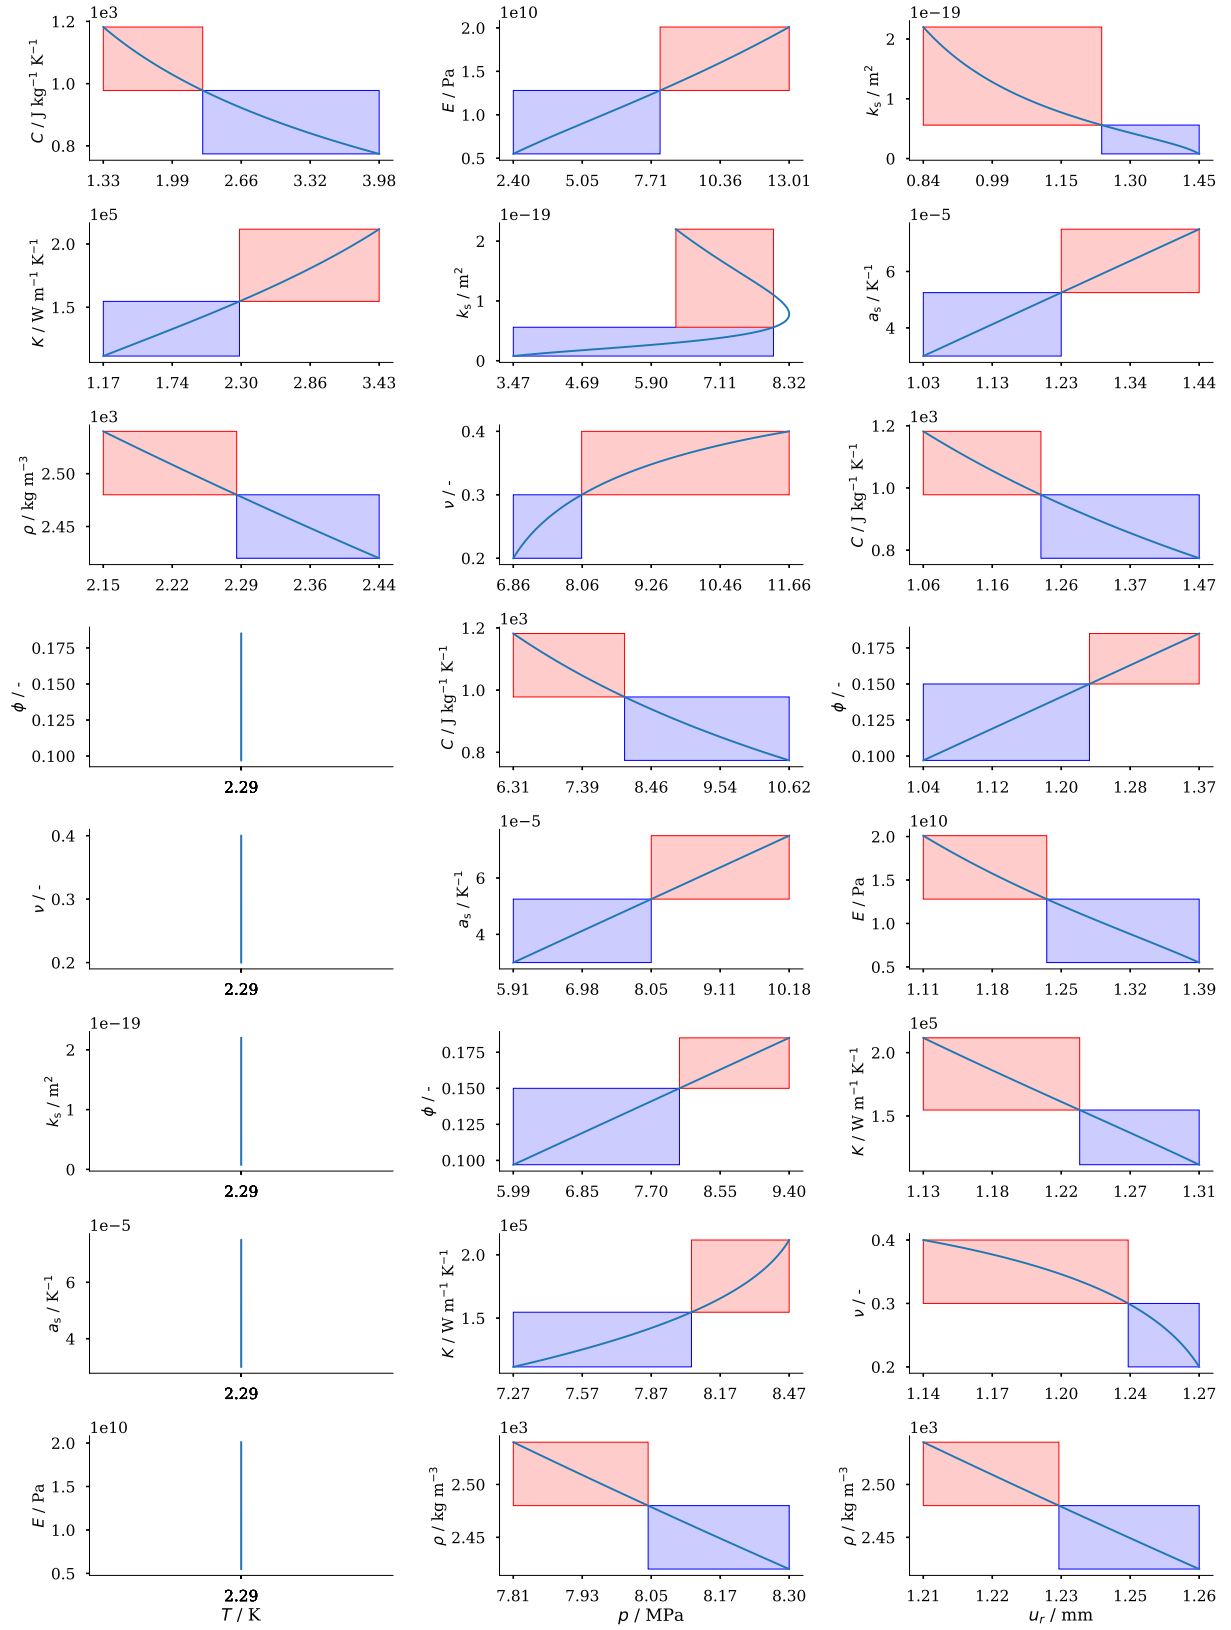 1e3
1.2
1.0
0.8
C / J kg⁻¹ K⁻¹
1.33 1.99 2.66 3.32 3.98
1e10
2.0
1.5
1.0
0.5
E / Pa
2.40 5.05 7.71 10.36 13.01
1e−19
2
1
0
kₛ / m²
0.84 0.99 1.15 1.30 1.45
1e5
2.0
1.5
K / W m⁻¹ K⁻¹
1.17 1.74 2.30 2.86 3.43
1e−19
2
1
0
kₛ / m²
3.47 4.69 5.90 7.11 8.32
1e−5
6
4
aₛ / K⁻¹
1.03 1.13 1.23 1.34 1.44
1e3
2.50
2.45
ρ / kg m⁻³
2.15 2.22 2.29 2.36 2.44
0.4
0.3
0.2
ν / -
6.86 8.06 9.26 10.46 11.66
1e3
1.2
1.0
0.8
C / J kg⁻¹ K⁻¹
1.06 1.16 1.26 1.37 1.47
0.175
0.150
0.125
0.100
ϕ / -
2.29
1e3
1.2
1.0
0.8
C / J kg⁻¹ K⁻¹
6.31 7.39 8.46 9.54 10.62
0.175
0.150
0.125
0.100
ϕ / -
1.04 1.12 1.20 1.28 1.37
0.4
0.3
0.2
ν / -
2.29
1e−5
6
4
aₛ / K⁻¹
5.91 6.98 8.05 9.11 10.18
1e10
2.0
1.5
1.0
0.5
E / Pa
1.11 1.18 1.25 1.32 1.39
1e−19
2
1
0
kₛ / m²
2.29
0.175
0.150
0.125
0.100
ϕ / -
5.99 6.85 7.70 8.55 9.40
1e5
2.0
1.5
K / W m⁻¹ K⁻¹
1.13 1.18 1.22 1.27 1.31
1e−5
6
4
aₛ / K⁻¹
2.29
1e5
2.0
1.5
K / W m⁻¹ K⁻¹
7.27 7.57 7.87 8.17 8.47
0.4
0.3
0.2
ν / -
1.14 1.17 1.20 1.24 1.27
1e10
2.0
1.5
1.0
0.5
E / Pa
2.29
T / K
1e3
2.50
2.45
ρ / kg m⁻³
7.81 7.93 8.05 8.17 8.30
p / MPa
1e3
2.50
2.45
ρ / kg m⁻³
1.21 1.22 1.23 1.25 1.26
uᵣ / mm